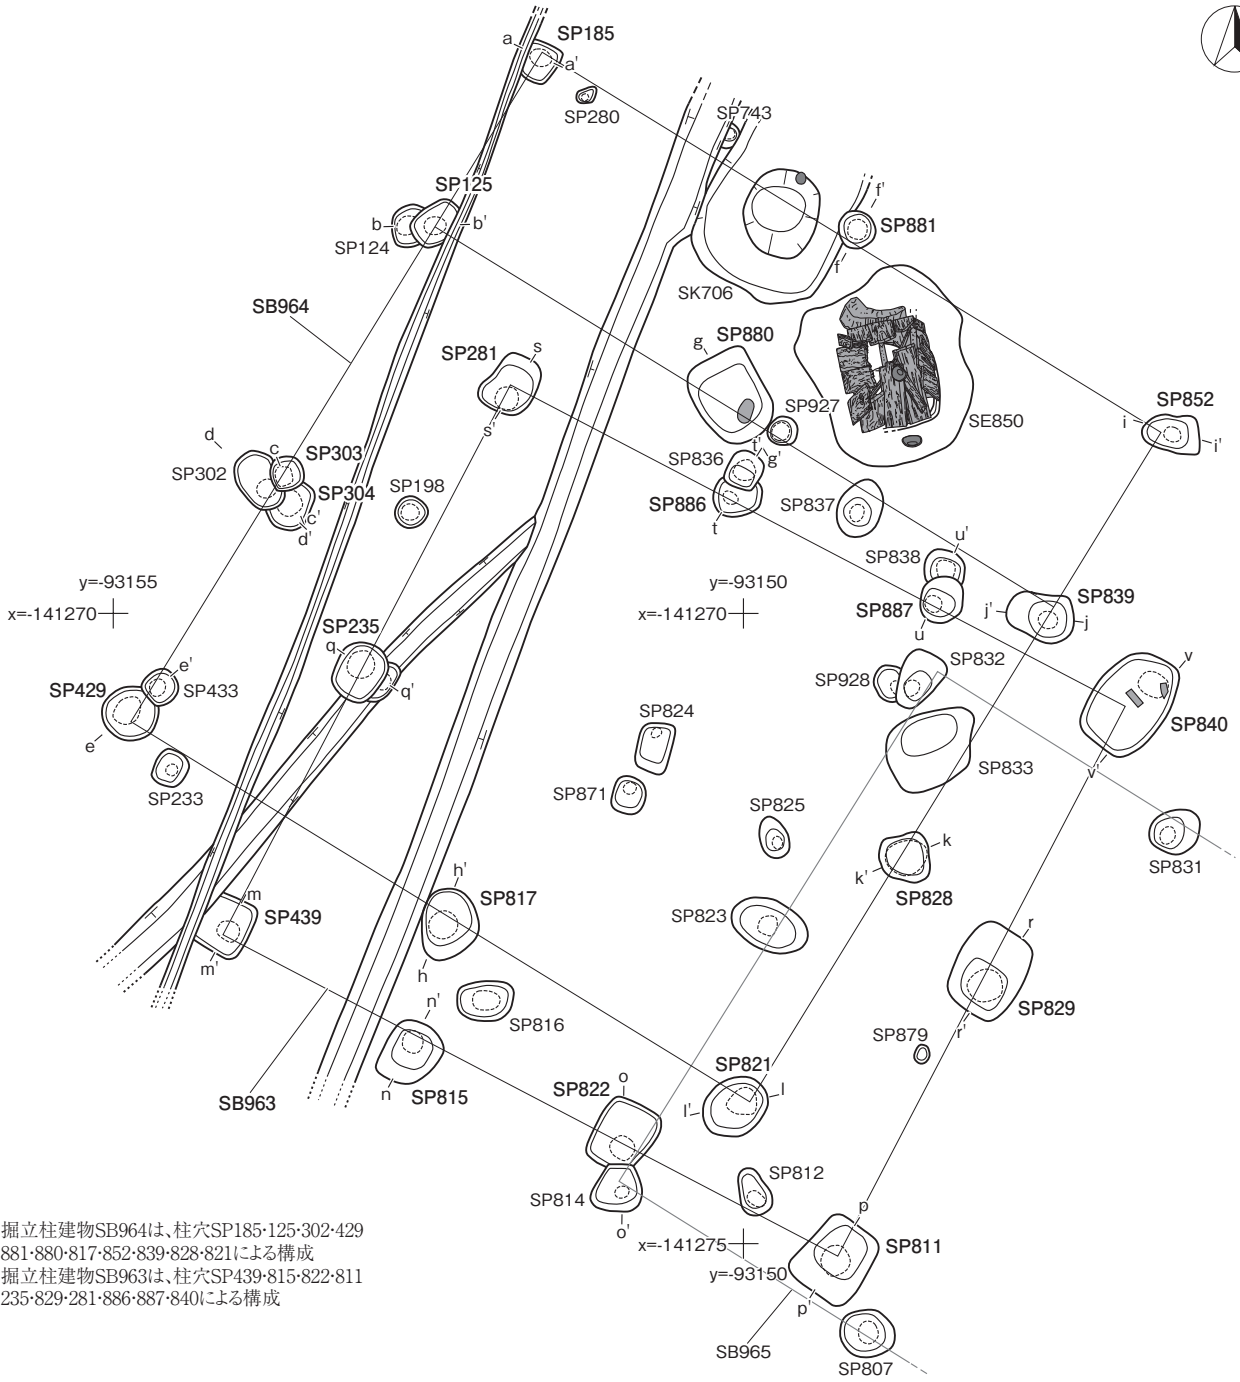 a
SP185
a'
SP280
SP743
SP125
b
b'
SP124
f'
SP881
f
SK706
SB964
SP281
s
s'
g
SP880
SP927
SE850
SP852
i
i'
d
c
SP303
SP302
SP304
c'
d'
SP198
t'
g'
SP836
SP886
t
SP837
u'
SP838
SP887
u
j'
SP839
j
y=-93155
x=-141270
y=-93150
x=-141270
SP235
q
q'
e'
SP429
SP433
e
SP233
SP832
SP928
v
SP840
v'
SP824
SP833
SP871
SP825
SP831
k
k'
SP828
m
SP439
m'
h'
SP817
h
SP823
r
SP829
r'
n'
SP816
SP879
n
SP815
SB963
o
SP822
SP821
l
l'
SP814
o'
SP812
p
SP811
x=-141275
y=-93150
p'
SB965
SP807
掘立柱建物SB964は、柱穴SP185・125・302・429
881・880・817・852・839・828・821による構成
掘立柱建物SB963は、柱穴SP439・815・822・811
235・829・281・886・887・840による構成